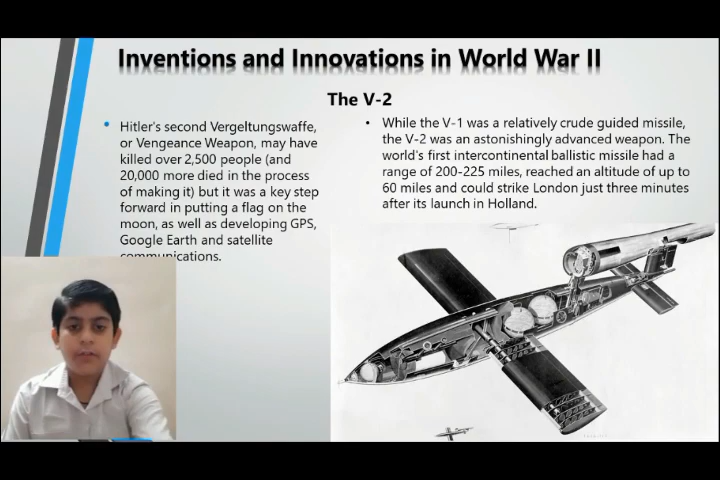 Inventions and Innovations in World War II
The V-2
• Hitler's second Vergeltungswaffe,
or Vengeance Weapon, may have
killed over 2,500 people (and
20,000 more died in the process
of making it) but it was a key step
forward in putting a flag on the
moon, as well as developing GPS,
Google Earth and satellite
communications.
• While the V-1 was a relatively crude guided missile,
the V-2 was an astonishingly advanced weapon. The
world's first intercontinental ballistic missile had a
range of 200-225 miles, reached an altitude of up to
60 miles and could strike London just three minutes
after its launch in Holland.